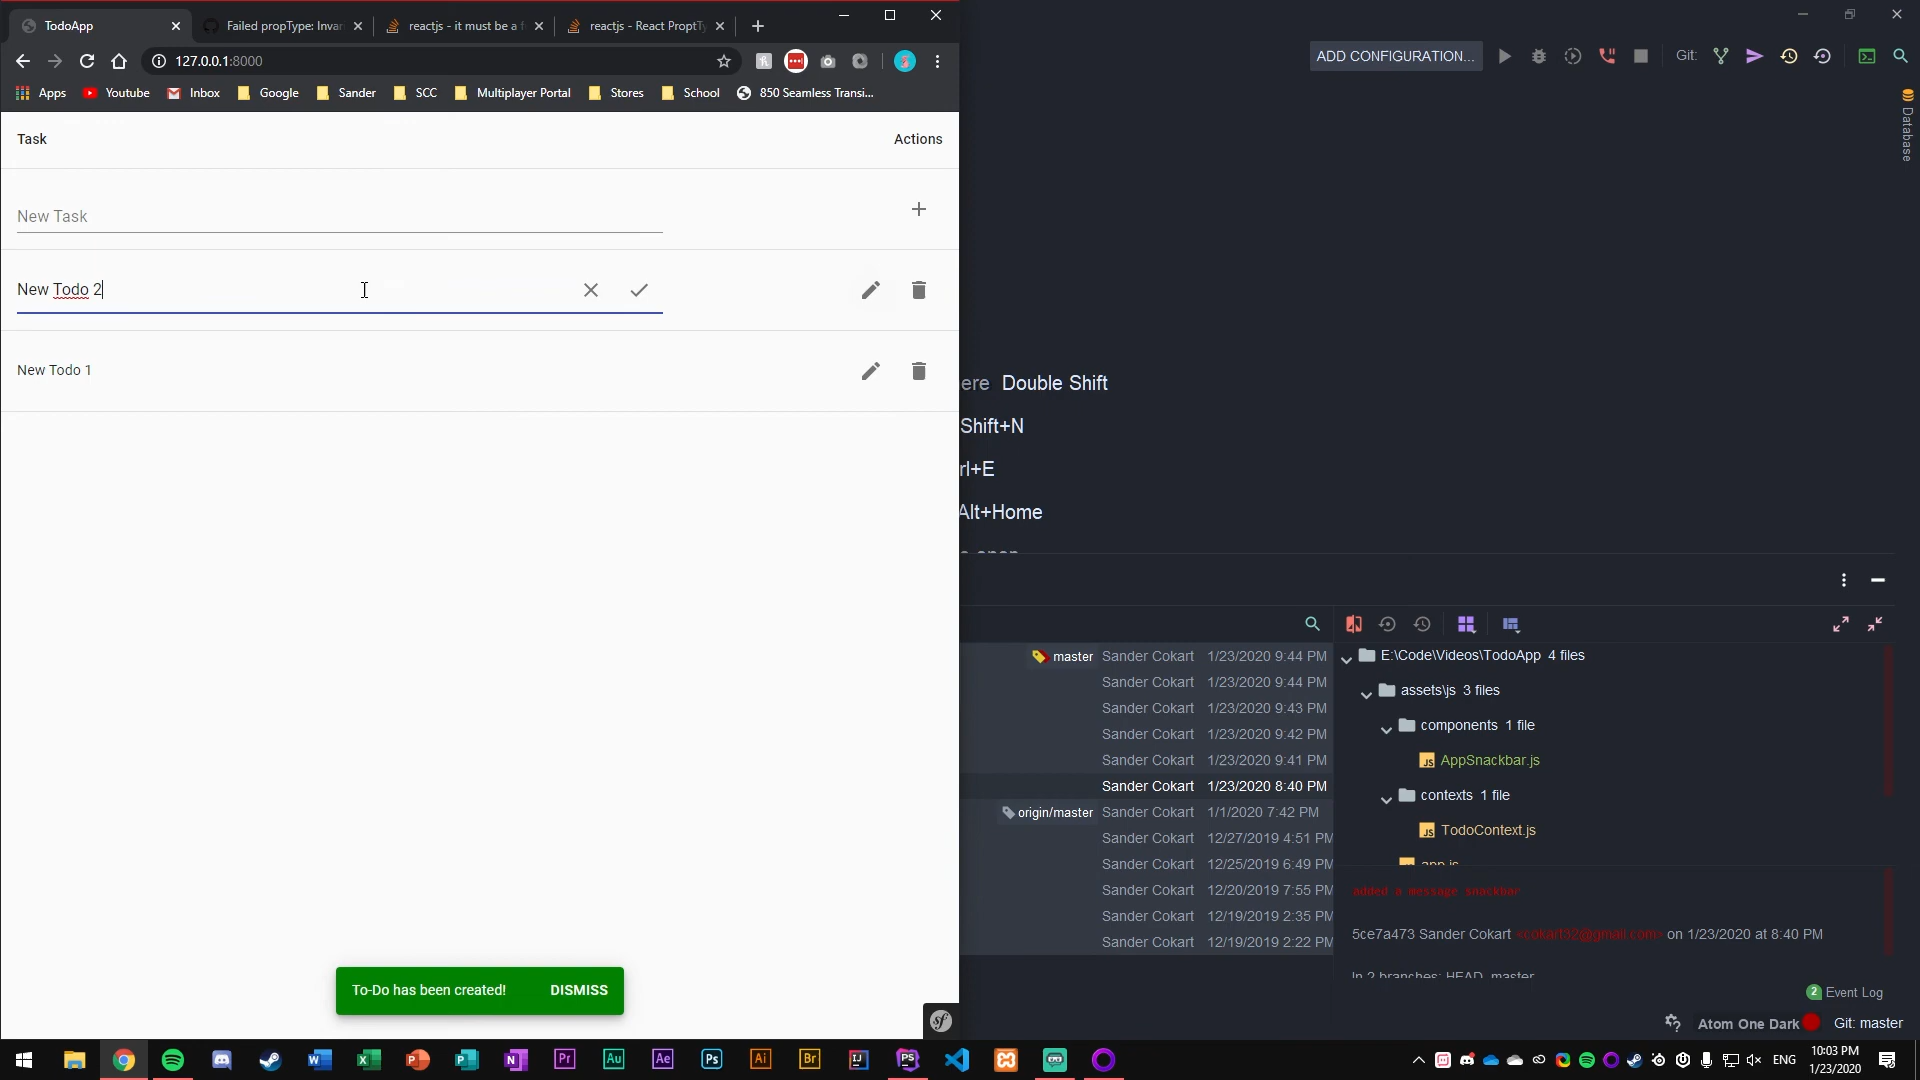 TodoApp
Failed propType: Invar
reactjs - it must be a f
reactjs - React PropTy
127.0.0.1:8000
Apps
Youtube
Inbox
Google
Sander
SCC
Multiplayer Portal
Stores
School
850 Seamless Transi...
ADD CONFIGURATION...
Git:
Database
Task
Actions
New Task
New Todo 2
New Todo 1
ere Double Shift
Shift+N
rl+E
Alt+Home
master Sander Cokart 1/23/2020 9:44 PM
Sander Cokart 1/23/2020 9:44 PM
Sander Cokart 1/23/2020 9:43 PM
Sander Cokart 1/23/2020 9:42 PM
Sander Cokart 1/23/2020 9:41 PM
Sander Cokart 1/23/2020 8:40 PM
origin/master Sander Cokart 1/1/2020 7:42 PM
Sander Cokart 12/27/2019 4:51 PM
Sander Cokart 12/25/2019 6:49 PM
Sander Cokart 12/20/2019 7:55 PM
Sander Cokart 12/19/2019 2:35 PM
Sander Cokart 12/19/2019 2:22 PM
E:\Code\Videos\TodoApp 4 files
assets\js 3 files
components 1 file
AppSnackbar.js
contexts 1 file
TodoContext.js
app.js
added a message snackbar
5ce7a473 Sander Cokart <cokart32@gmail.com> on 1/23/2020 at 8:40 PM
In 2 branches: HEAD, master
To-Do has been created! DISMISS
2 Event Log
Atom One Dark
Git: master
ENG
10:03 PM
1/23/2020